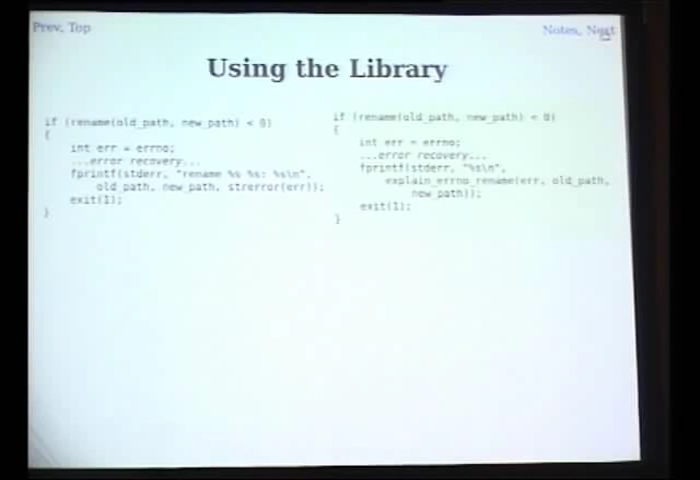 Prev, Top
Notes, Next
Using the Library
if (rename(old_path, new_path) < 0)
{
int err = errno;
...error recovery...
fprintf(stderr, "rename %s %s: %s\n",
old_path, new_path, strerror(err));
exit(1);
}
if (rename(old_path, new_path) < 0)
{
int err = errno;
...error recovery...
fprintf(stderr, "%s\n",
explain_errno_rename(err, old_path,
new_path));
exit(1);
}